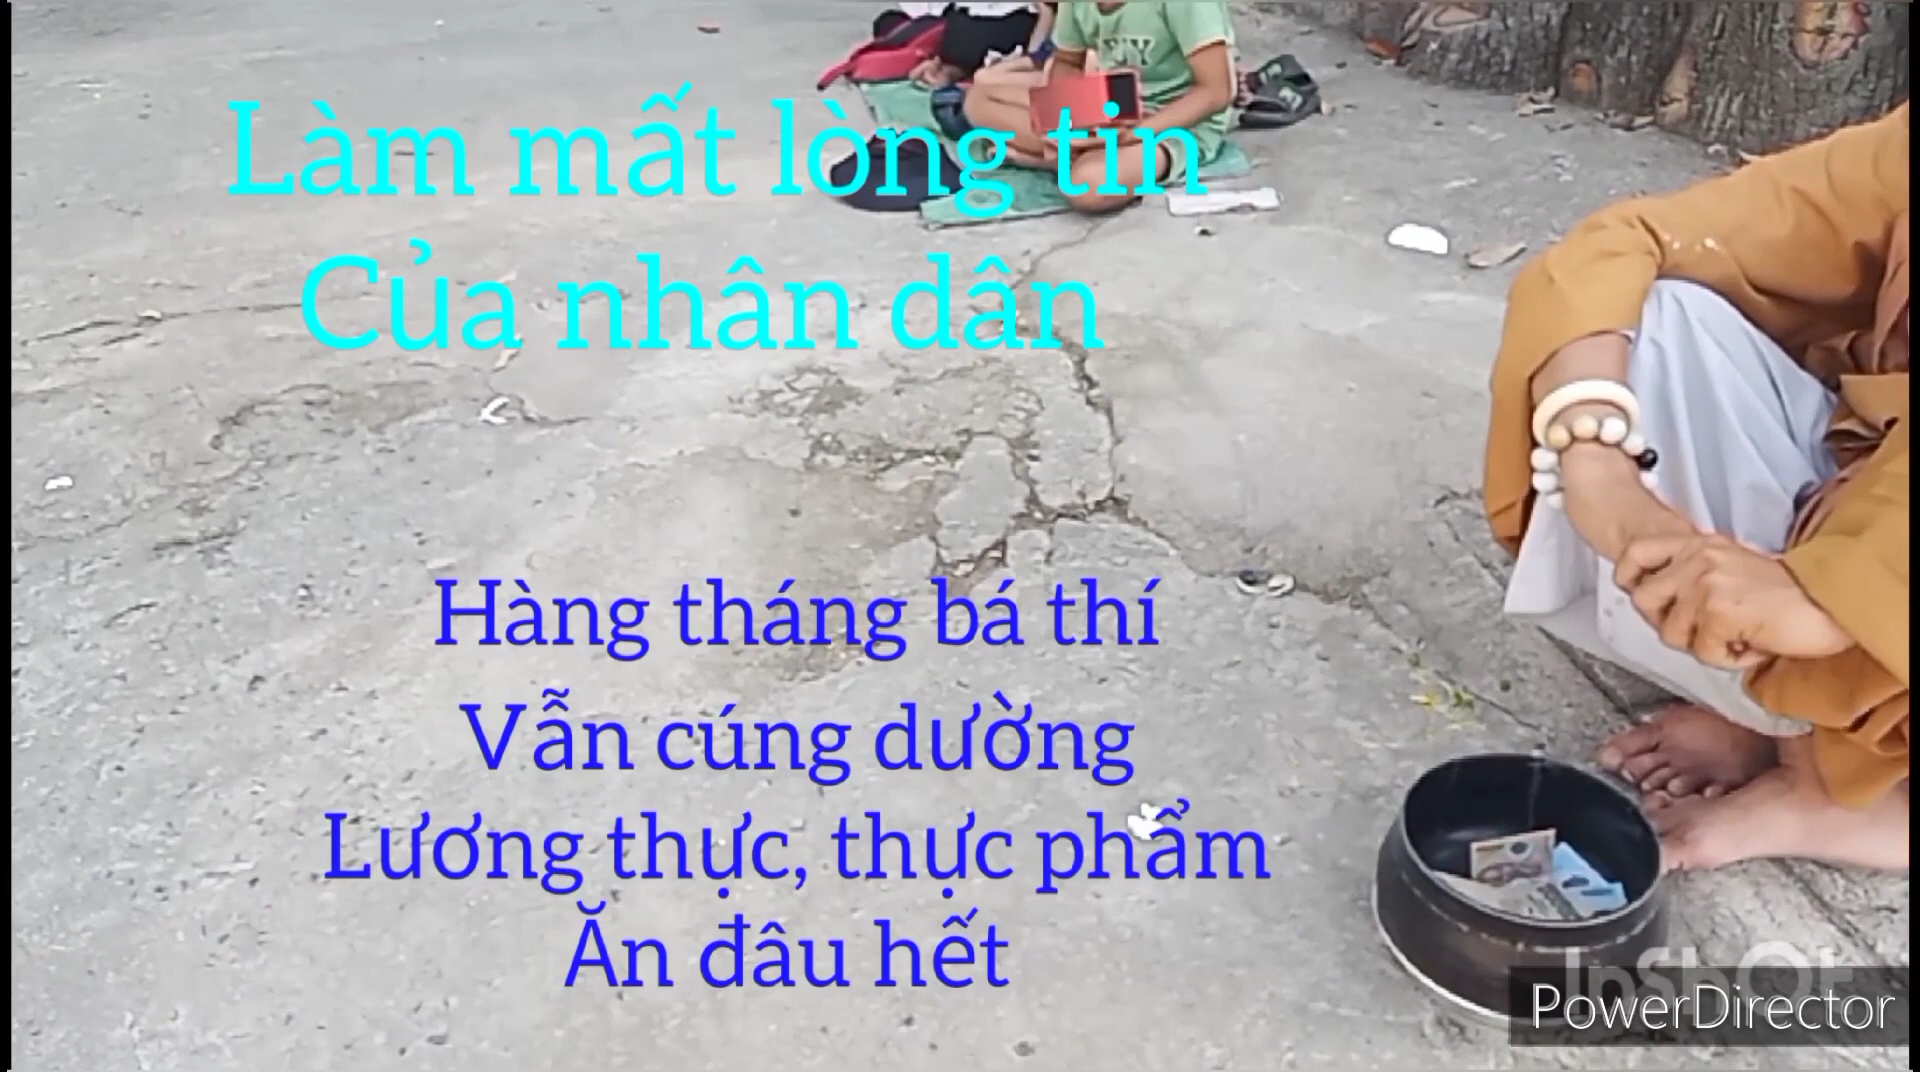 Làm mất lòng tin
Của nhân dân
Hàng tháng bá thí
Vẫn cúng dường
Lương thực, thực phẩm
Ăn đâu hết
InShOt
PowerDirector